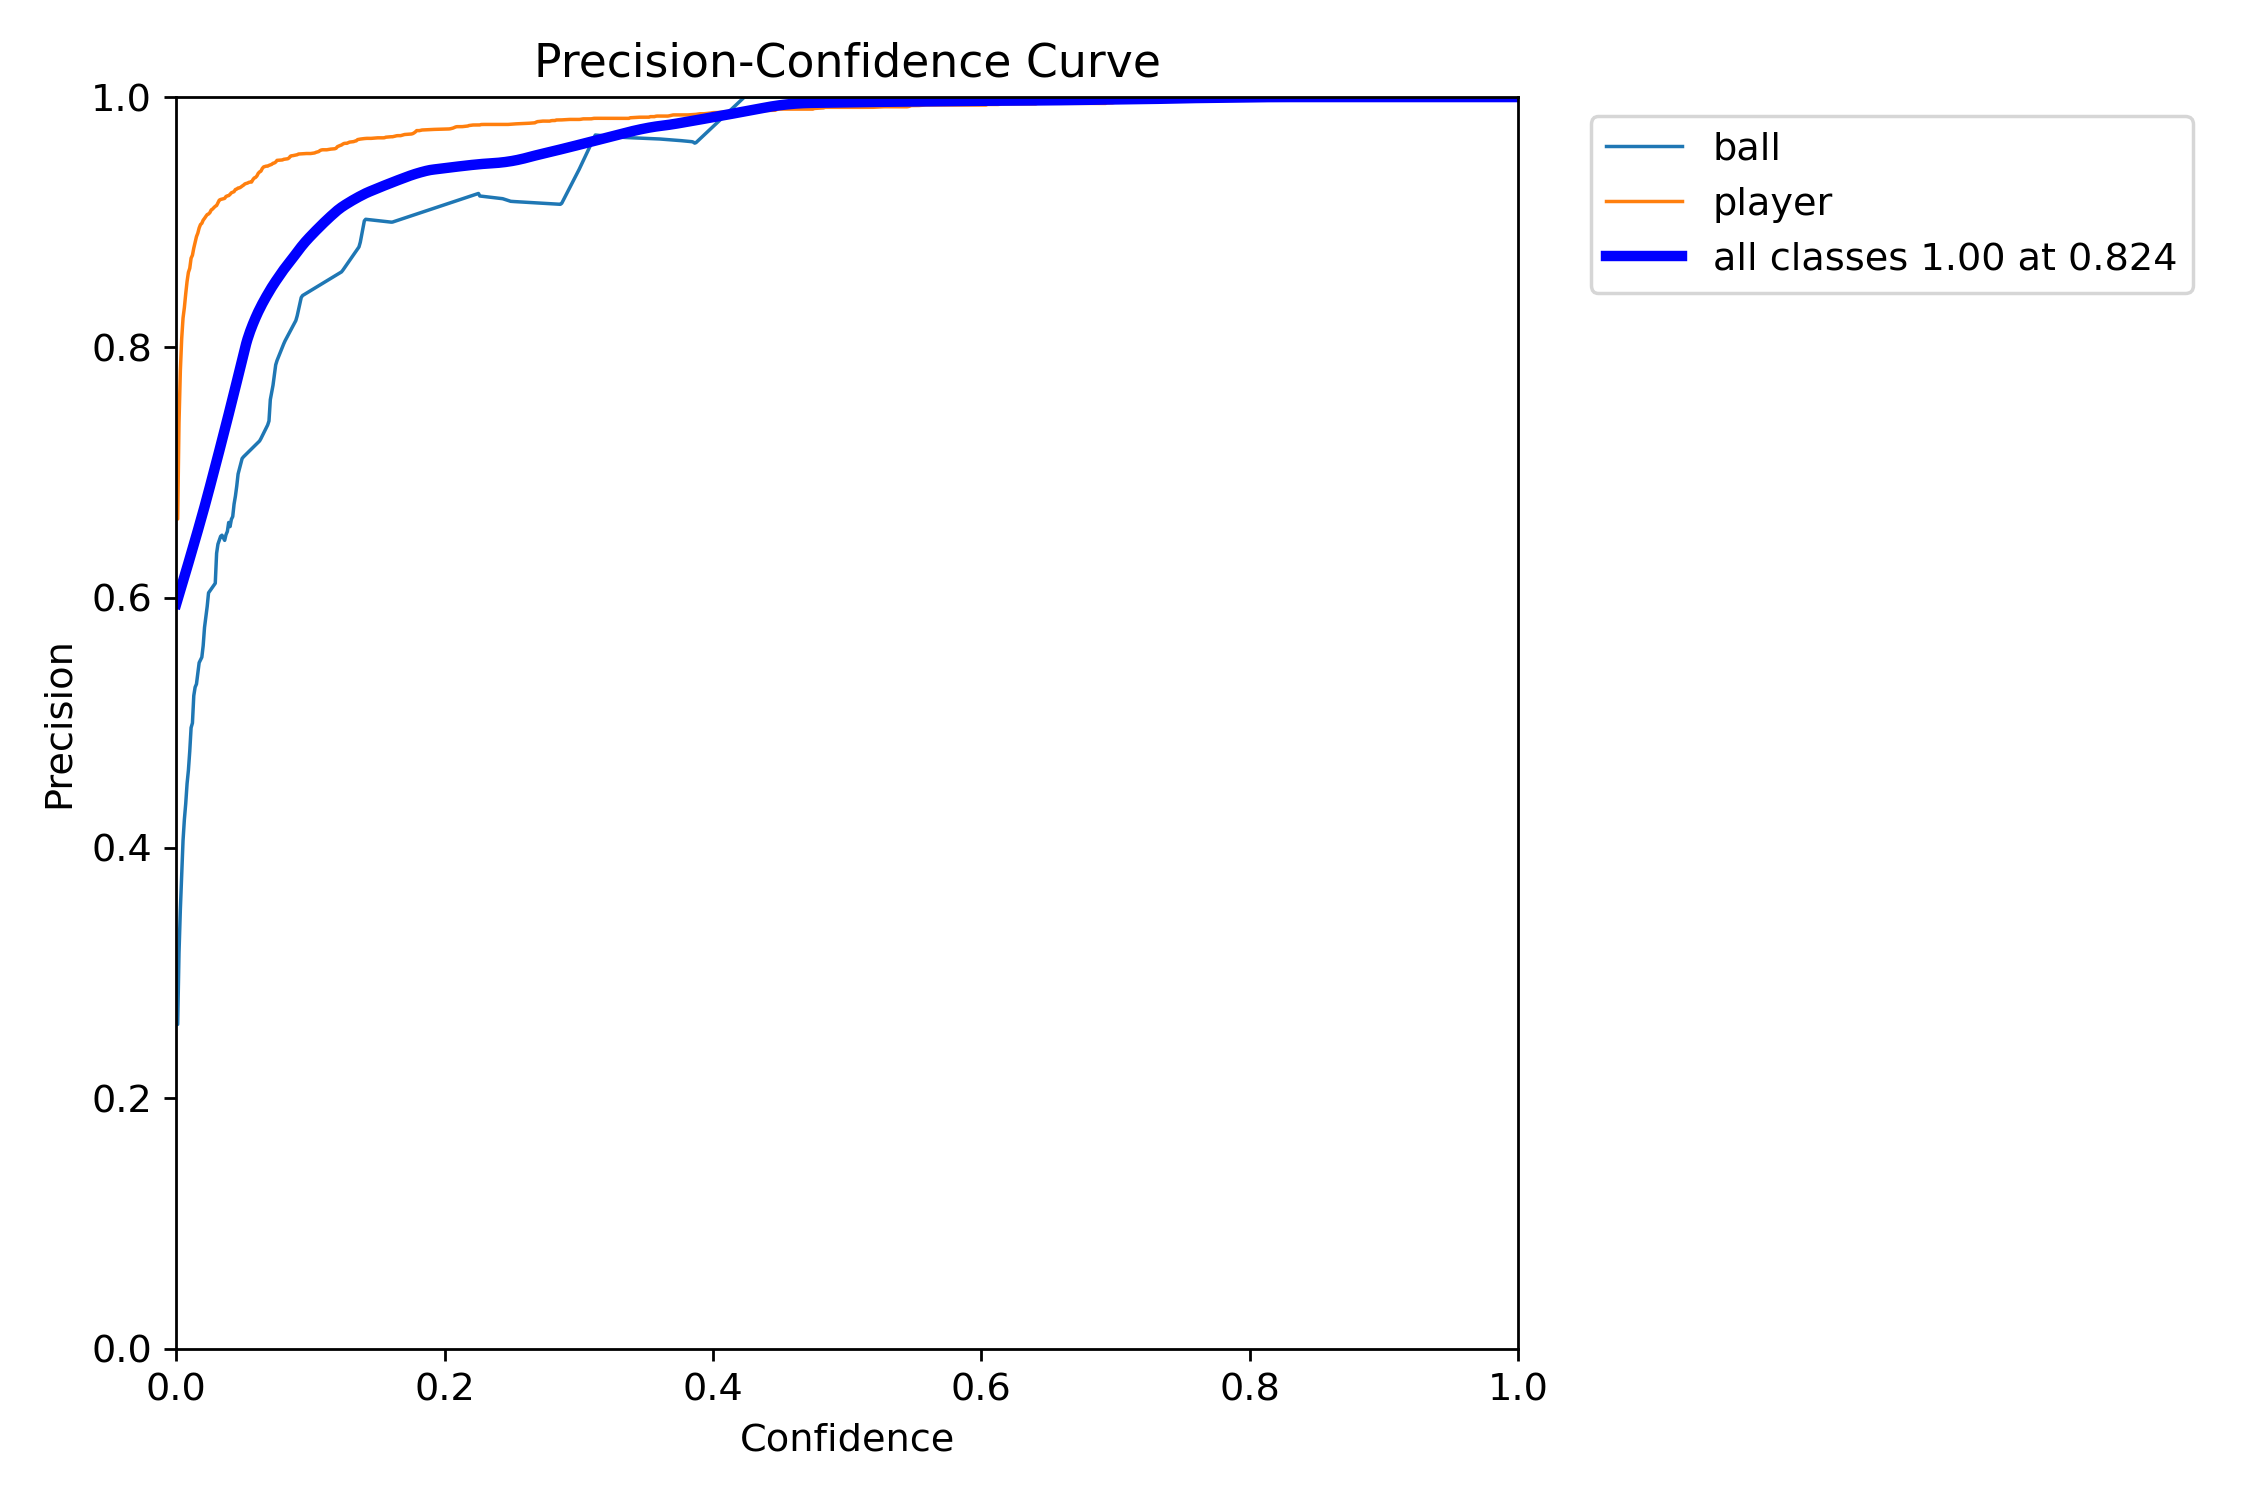 Precision-Confidence Curve
1.0
0.8
0.6
0.4
0.2
0.0
Precision
0.0 0.2 0.4 0.6 0.8 1.0
Confidence
ball
player
all classes 1.00 at 0.824